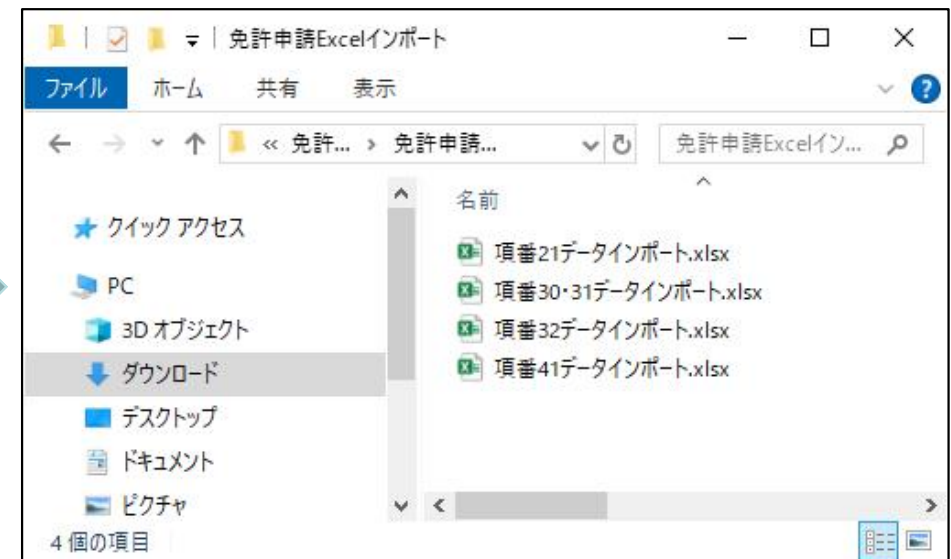 免許申請Excelインポート
ファイル ホーム 共有 表示
« 免許... › 免許申請...
免許申請Excelイン...
名前
クイック アクセス
項番21データインポート.xlsx
PC
項番30・31データインポート.xlsx
3D オブジェクト
項番32データインポート.xlsx
ダウンロード
項番41データインポート.xlsx
デスクトップ
ドキュメント
ピクチャ
4 個の項目